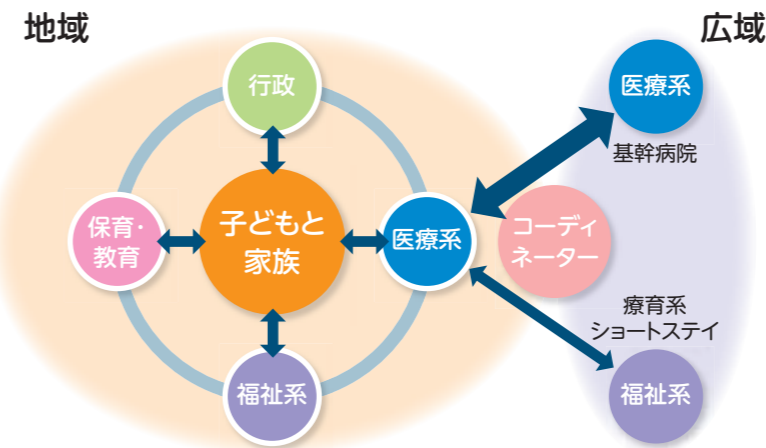 地域
広域
行政
医療系
基幹病院
保育・
教育
子どもと
家族
医療系
コーディ
ネーター
療育系
ショートステイ
福祉系
福祉系